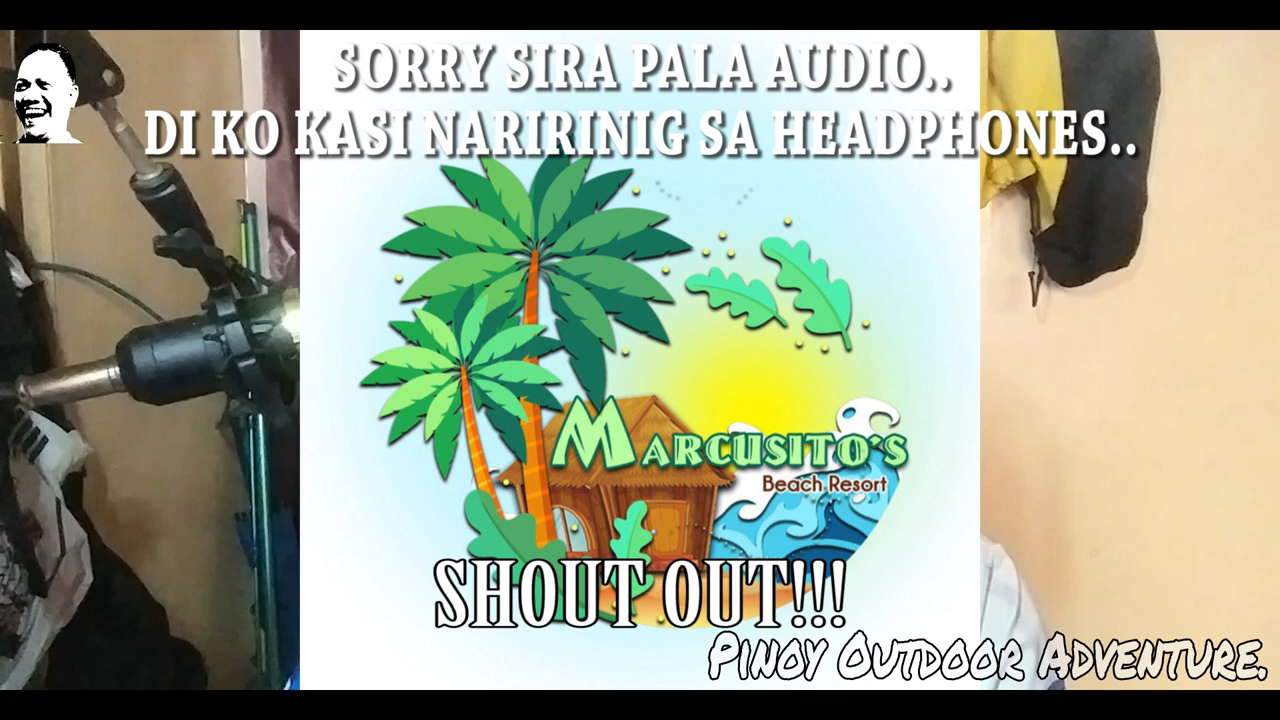 SORRY SIRA PALA AUDIO..
DI KO KASI NARIRINIG SA HEADPHONES..
MARCUSITO'S
Beach Resort
SHOUT OUT!!!
PINOY OUTDOOR ADVENTURE.